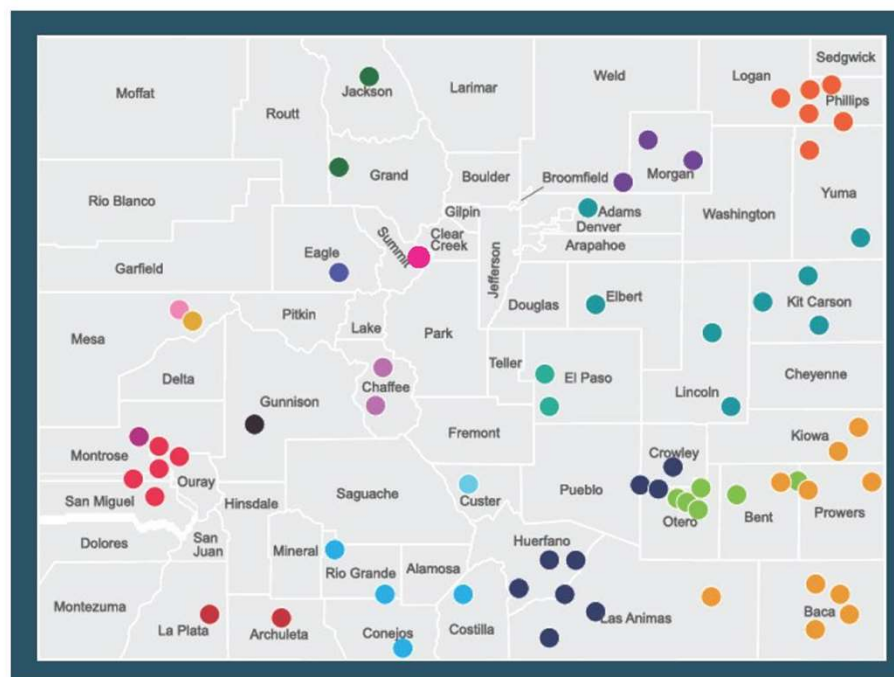 Sedgwick
Logan
Weld
Larimar
Jackson
Moffat
Phillips
Routt
Morgan
Grand
Boulder
Broomfield
Yuma
Rio Blanco
Gilpin
Adams
Washington
Denver
Clear
Creek
Summit
Arapahoe
Eagle
Garfield
Jefferson
Elbert
Kit Carson
Douglas
Pitkin
Lake
Park
Mesa
Teller
El Paso
Cheyenne
Delta
Chaffee
Lincoln
Gunnison
Fremont
Kiowa
Montrose
Crowley
Ouray
Saguache
Custer
Pueblo
San Miguel
Hinsdale
Otero
Bent
Prowers
Dolores
San
Juan
Mineral
Huerfano
Rio Grande
Alamosa
Montezuma
La Plata
Archuleta
Conejos
Costilla
Las Animas
Baca